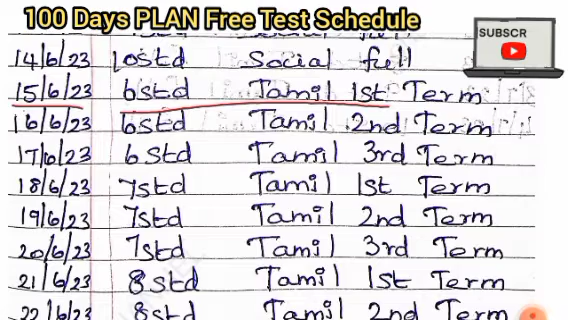 100 Days PLAN Free Test Schedule
SUBSCR
14/6/23 10std Social full
15/6/23 6std Tamil 1st Term
16/6/23 6std Tamil 2nd Term
17/6/23 6std Tamil 3rd Term
18/6/23 7std Tamil 1st Term
19/6/23 7std Tamil 2nd Term
20/6/23 7std Tamil 3rd Term
21/6/23 8std Tamil 1st Term
22/6/23 8std Tamil 2nd Term